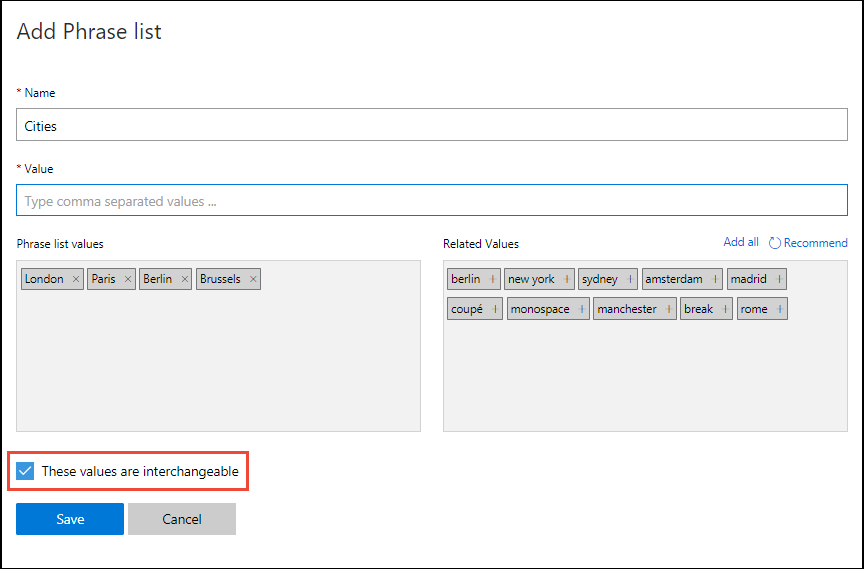 Add Phrase list
* Name
Cities
* Value
Type comma separated values ...
Phrase list values
Related Values Add all Recommend
London × Paris × Berlin × Brussels ×
berlin + new york + sydney + amsterdam + madrid +
coupé + monospace + manchester + break + rome +
These values are interchangeable
Save Cancel